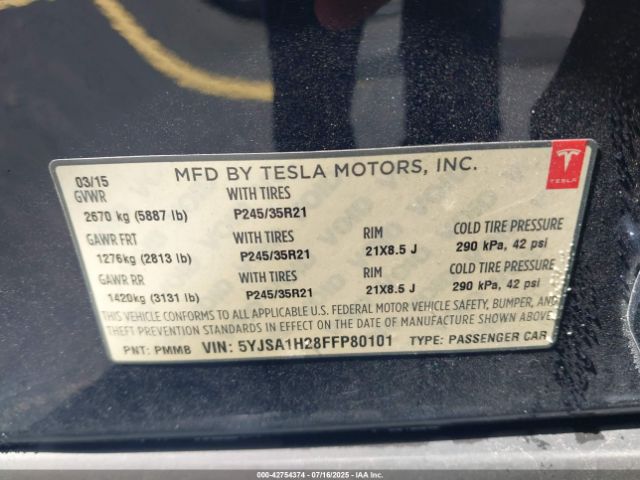 03/15
MFD BY TESLA MOTORS, INC.
TESLA
GVWR WITH TIRES
2670 kg (5887 lb) P245/35R21
GAWR FRT WITH TIRES RIM COLD TIRE PRESSURE
1276kg (2813 lb) P245/35R21 21X8.5 J 290 kPa, 42 psi
GAWR RR WITH TIRES RIM COLD TIRE PRESSURE
1420kg (3131 lb) P245/35R21 21X8.5 J 290 kPa, 42 psi
THIS VEHICLE CONFORMS TO ALL APPLICABLE U.S. FEDERAL MOTOR VEHICLE SAFETY, BUMPER, AND
THEFT PREVENTION STANDARDS IN EFFECT ON THE DATE OF MANUFACTURE SHOWN ABOVE
PNT: PMMB VIN: 5YJSA1H28FFP80101 TYPE: PASSENGER CAR
000-42754374 - 07/16/2025 - IAA Inc.